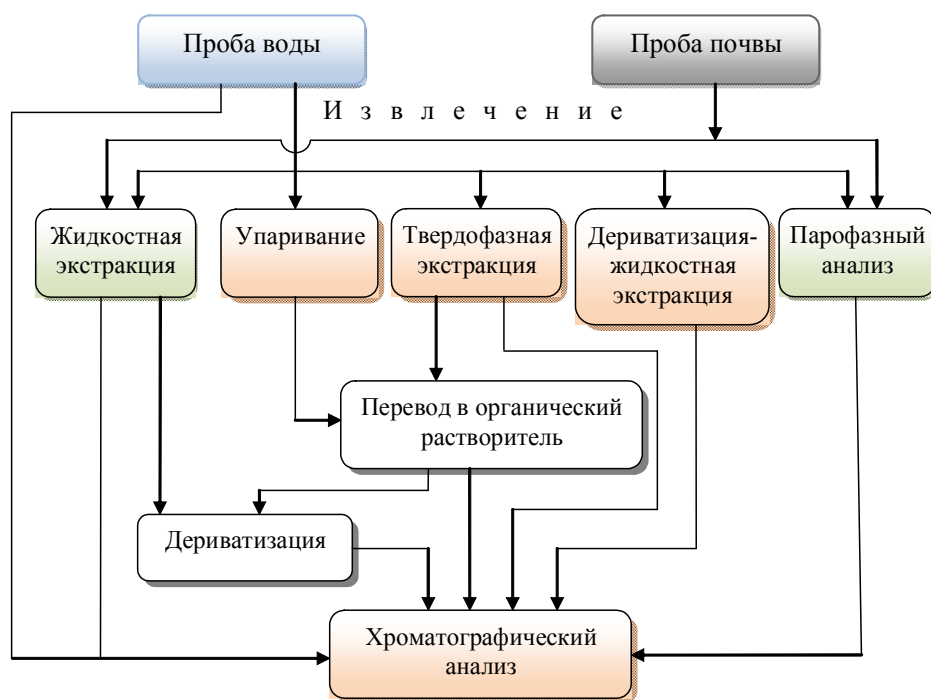 Проба воды
Проба почвы
И з в л е ч е н и е
Жидкостная
экстракция
Упаривание
Твердофазная
экстракция
Дериватизация-
жидкостная
экстракция
Парофазный
анализ
Перевод в органический
растворитель
Дериватизация
Хроматографический
анализ